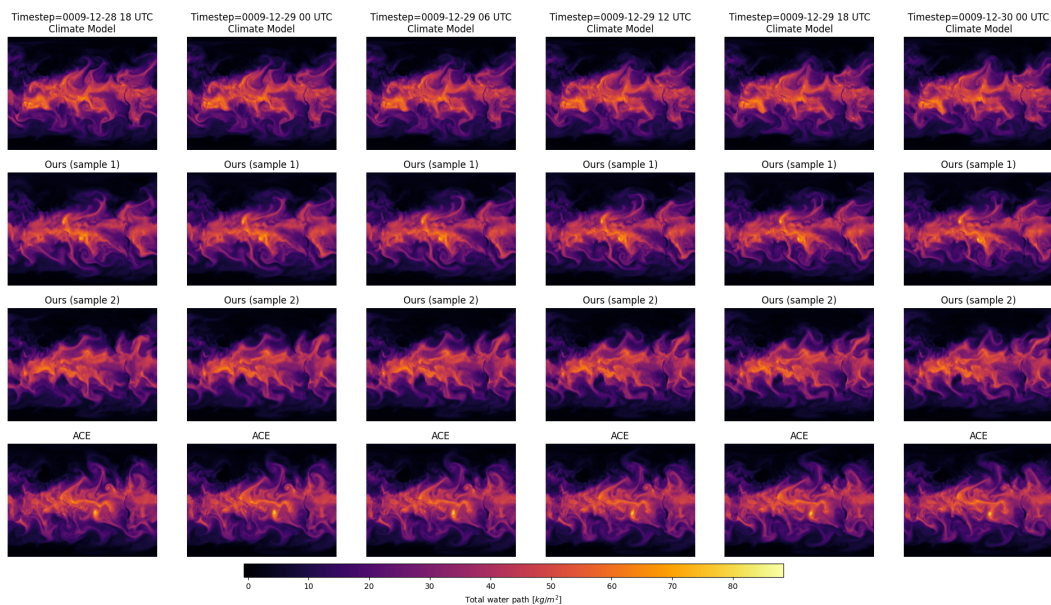 Timestep=0009-12-28 18 UTC
Climate Model
Timestep=0009-12-29 00 UTC
Climate Model
Timestep=0009-12-29 06 UTC
Climate Model
Timestep=0009-12-29 12 UTC
Climate Model
Timestep=0009-12-29 18 UTC
Climate Model
Timestep=0009-12-30 00 UTC
Climate Model
Ours (sample 1)
Ours (sample 1)
Ours (sample 1)
Ours (sample 1)
Ours (sample 1)
Ours (sample 1)
Ours (sample 2)
Ours (sample 2)
Ours (sample 2)
Ours (sample 2)
Ours (sample 2)
Ours (sample 2)
ACE
ACE
ACE
ACE
ACE
ACE
0 10 20 30 40 50 60 70 80
Total water path [kg/m²]